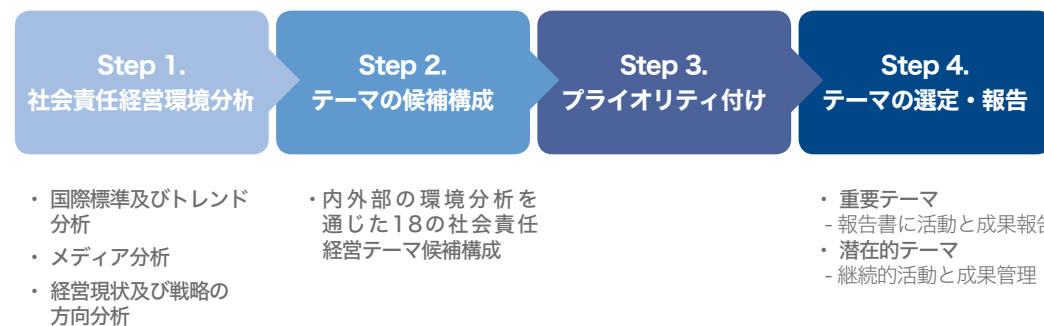 Step 1.
社会責任経営環境分析
Step 2.
テーマの候補構成
Step 3.
プライオリティ付け
Step 4.
テーマの選定・報告
・ 国際標準及びトレンド
分析
・ メディア分析
・ 経営現状及び戦略の
方向分析
・内外部の環境分析を
通じた18の社会責任
経営テーマ候補構成
・ 重要テーマ
- 報告書に活動と成果報告
・ 潜在的テーマ
- 継続的活動と成果管理